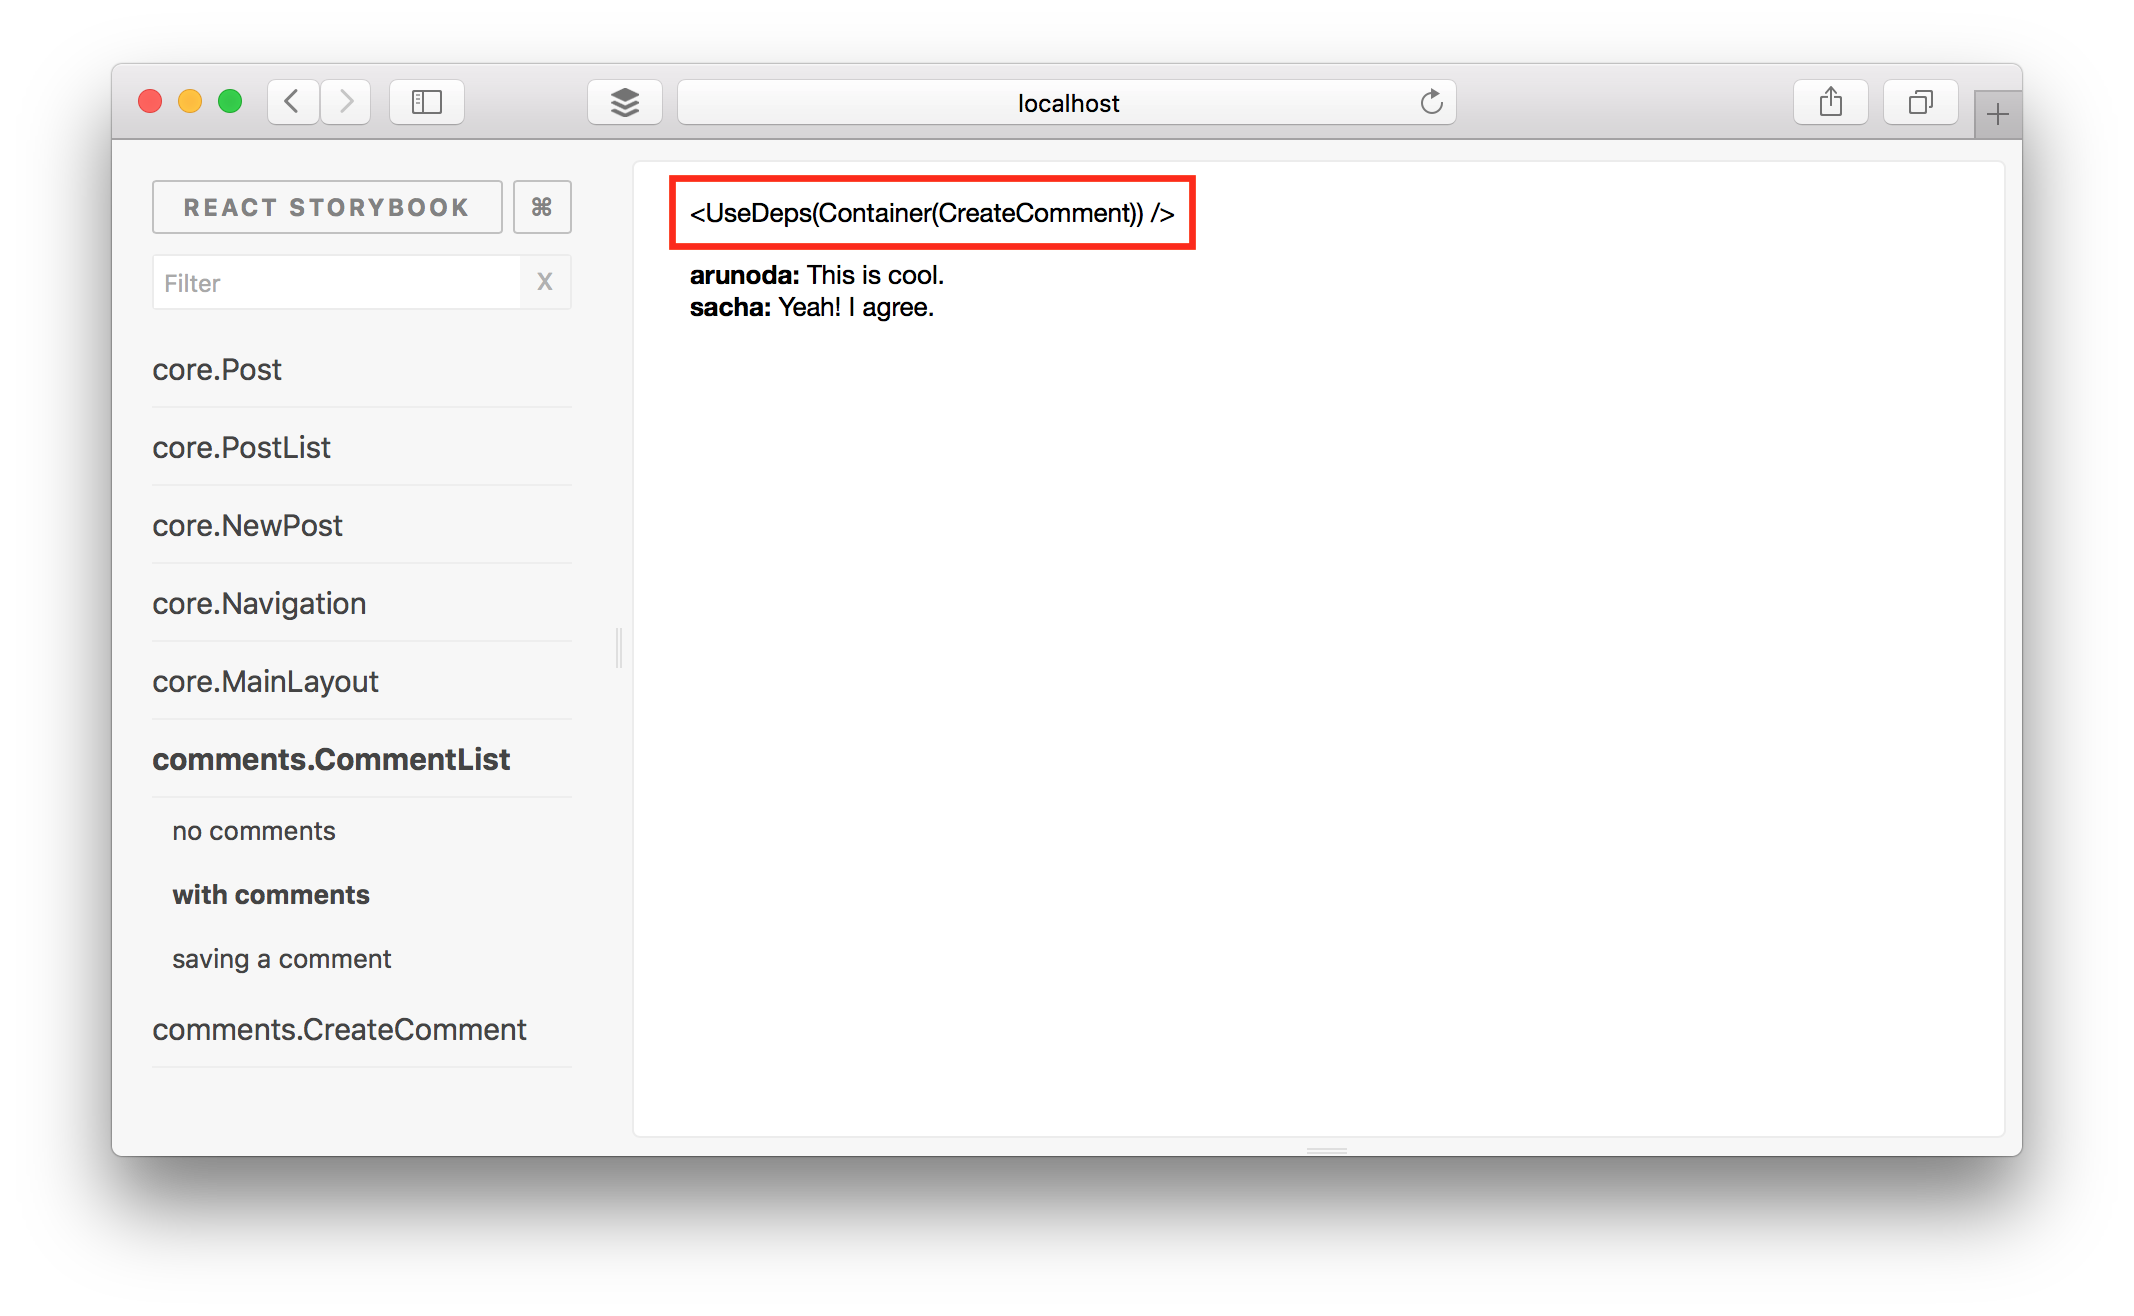 localhost
REACT STORYBOOK ⌘
Filter X
core.Post
core.PostList
core.NewPost
core.Navigation
core.MainLayout
comments.CommentList
no comments
with comments
saving a comment
comments.CreateComment
<UseDeps(Container(CreateComment)) />
arunoda: This is cool.
sacha: Yeah! I agree.